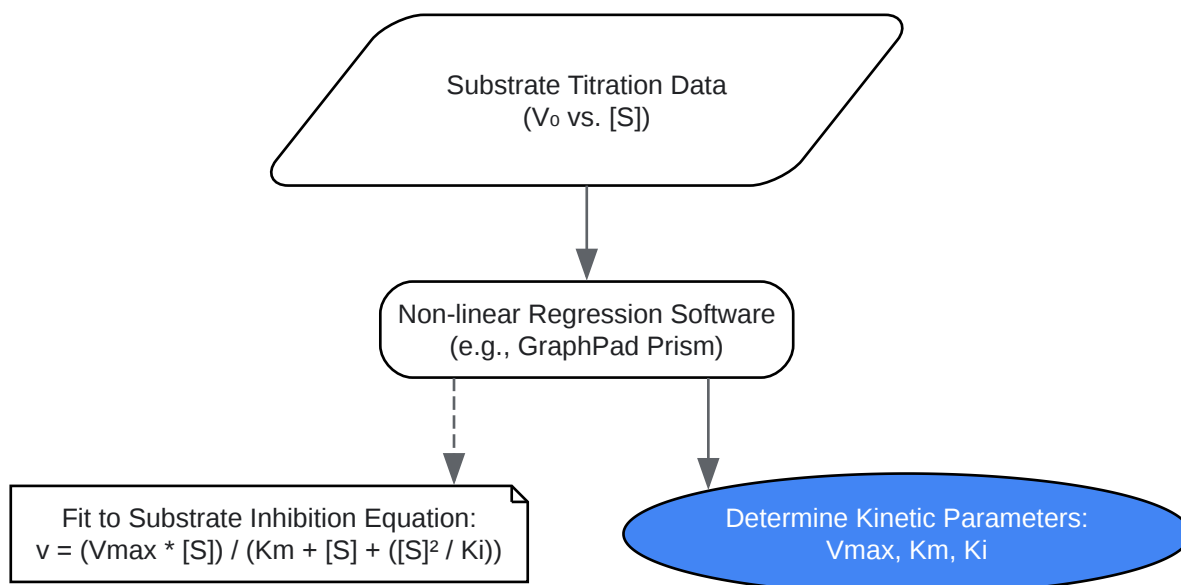 Substrate Titration Data
(V₀ vs. [S])
Non-linear Regression Software
(e.g., GraphPad Prism)
Fit to Substrate Inhibition Equation:
v = (Vmax * [S]) / (Km + [S] + ([S]² / Ki))
Determine Kinetic Parameters:
Vmax, Km, Ki